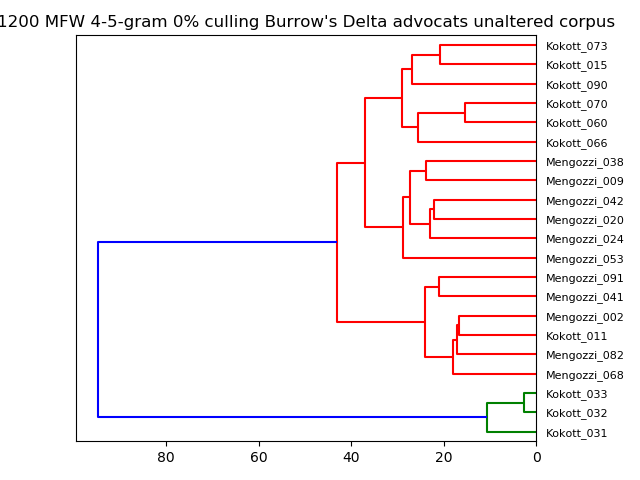 1200 MFW 4-5-gram 0% culling Burrow's Delta advocats unaltered corpus
Kokott_073
Kokott_015
Kokott_090
Kokott_070
Kokott_060
Kokott_066
Mengozzi_038
Mengozzi_009
Mengozzi_042
Mengozzi_020
Mengozzi_024
Mengozzi_053
Mengozzi_091
Mengozzi_041
Mengozzi_002
Kokott_011
Mengozzi_082
Mengozzi_068
Kokott_033
Kokott_032
Kokott_031
80 60 40 20 0